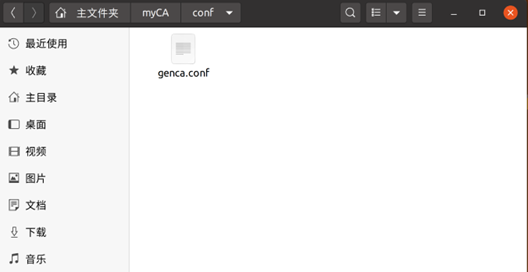 主文件夹 myCA conf
最近使用
收藏
主目录
桌面
视频
图片
文档
下载
音乐
genca.conf